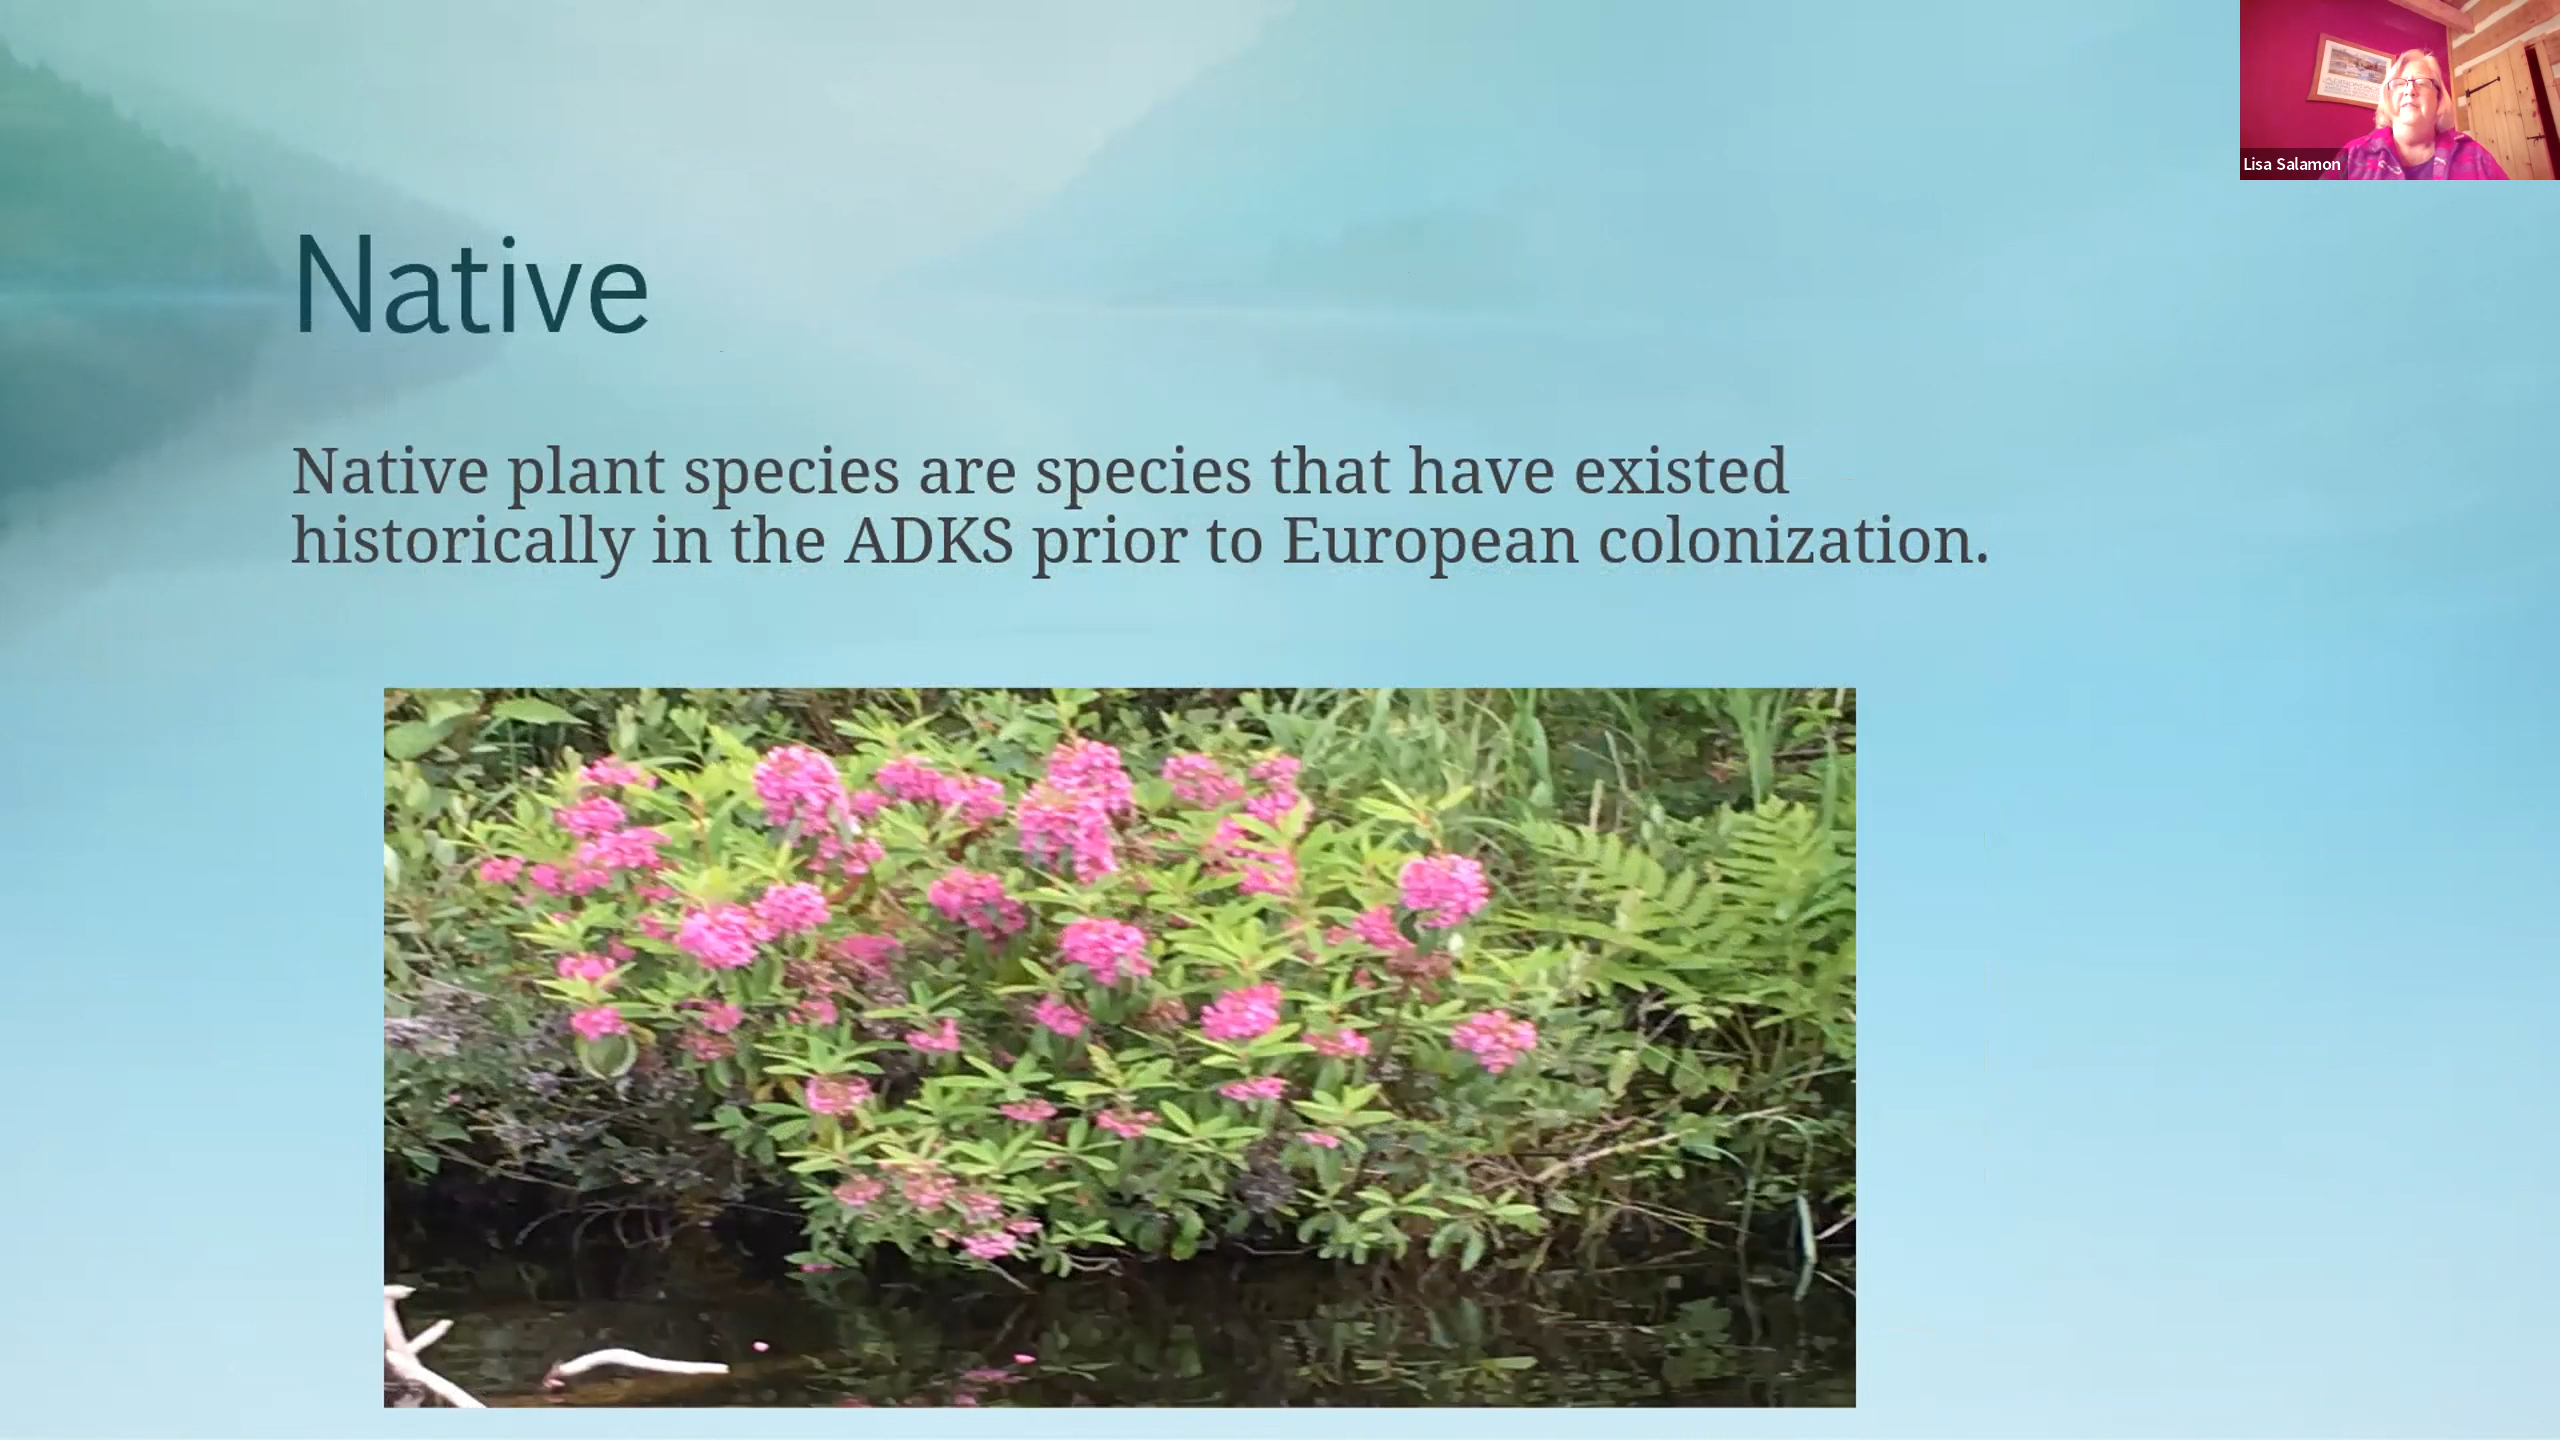 Lisa Salamon
Native
Native plant species are species that have existed
historically in the ADKS prior to European colonization.